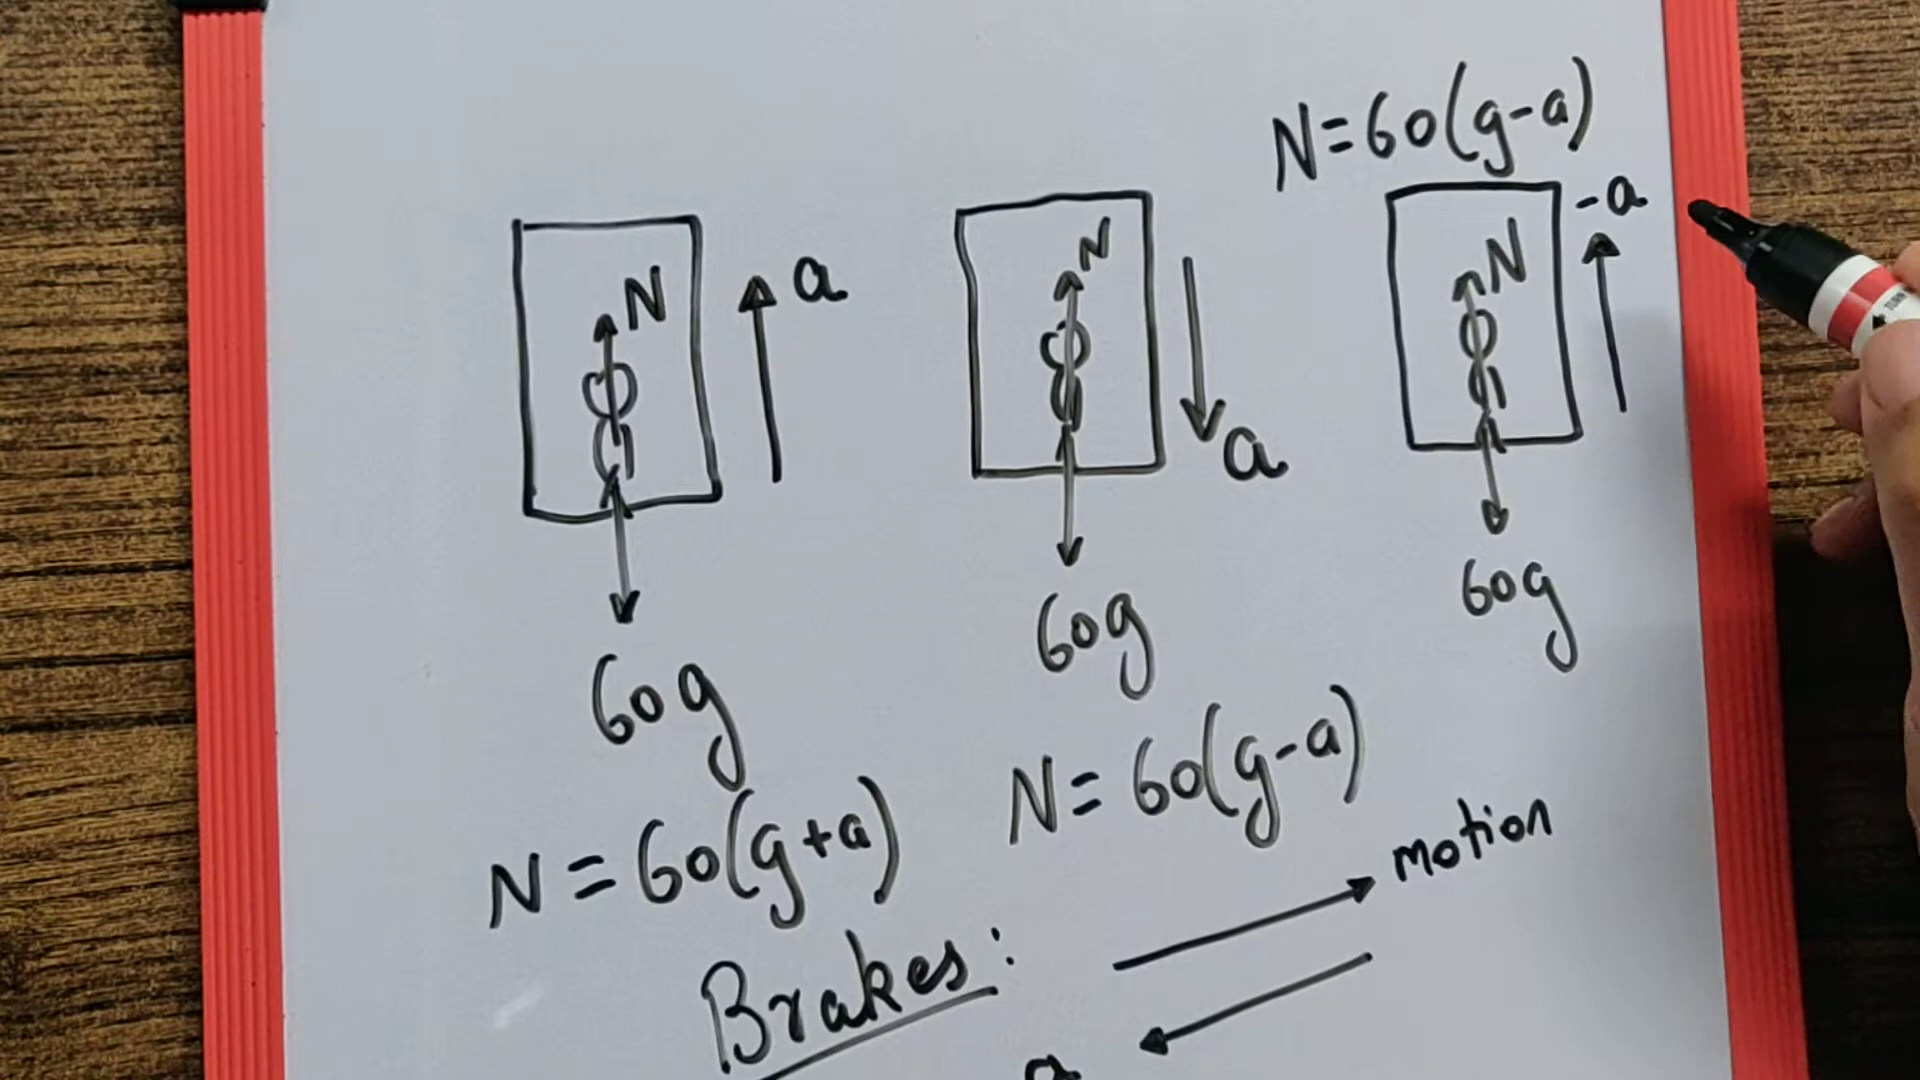 N=60(g-a)
N
a
60g
N=60(g+a)
N
a
60g
N=60(g-a)
N
-a
60g
Brakes:
motion
a